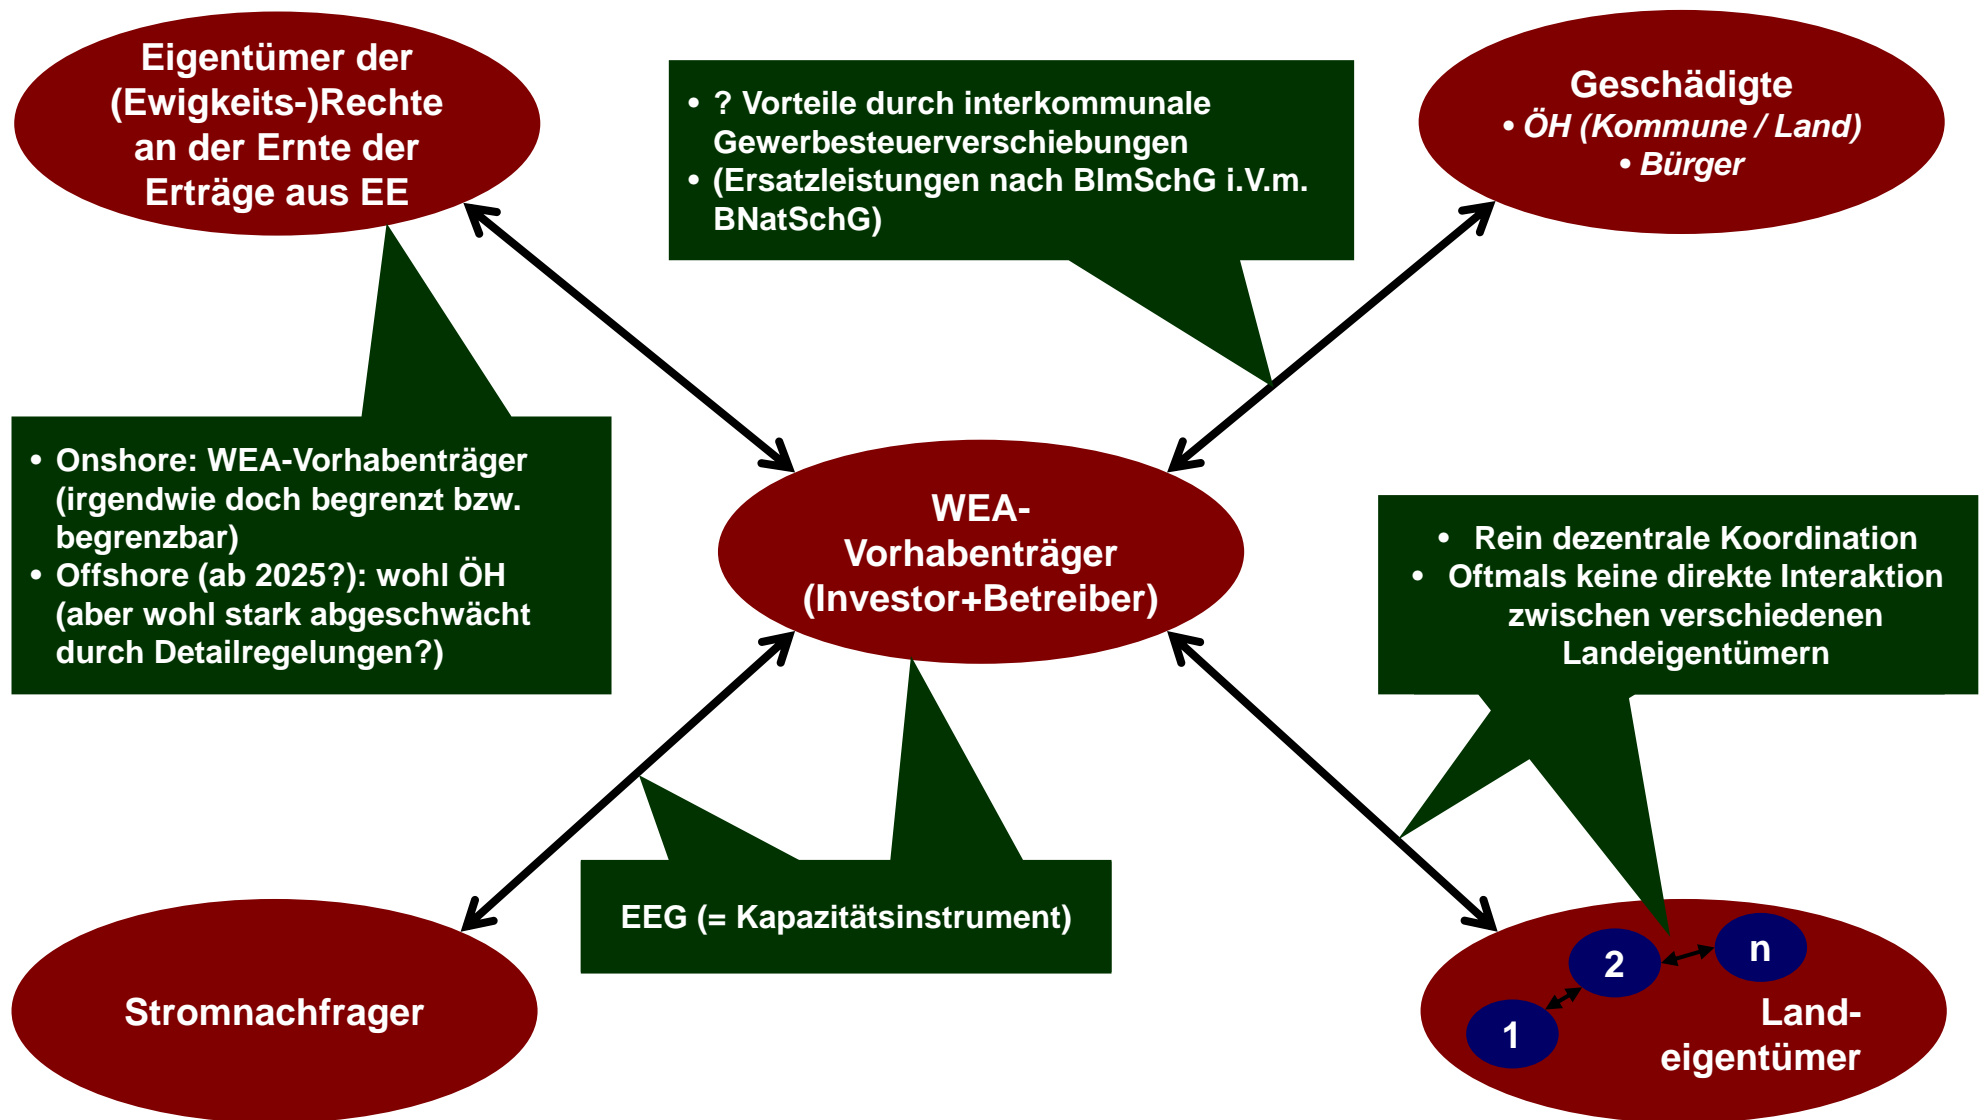 Eigentümer der
(Ewigkeits-)Rechte
an der Ernte der
Erträge aus EE
• ? Vorteile durch interkommunale
Gewerbesteuerverschiebungen
• (Ersatzleistungen nach BImSchG i.V.m.
BNatSchG)
Geschädigte
• ÖH (Kommune / Land)
• Bürger
• Onshore: WEA-Vorhabenträger
(irgendwie doch begrenzt bzw.
begrenzbar)
• Offshore (ab 2025?): wohl ÖH
(aber wohl stark abgeschwächt
durch Detailregelungen?)
WEA-
Vorhabenträger
(Investor+Betreiber)
• Rein dezentrale Koordination
• Oftmals keine direkte Interaktion
zwischen verschiedenen
Landeigentümern
EEG (= Kapazitätsinstrument)
Stromnachfrager
1
2
n
Land-
eigentümer